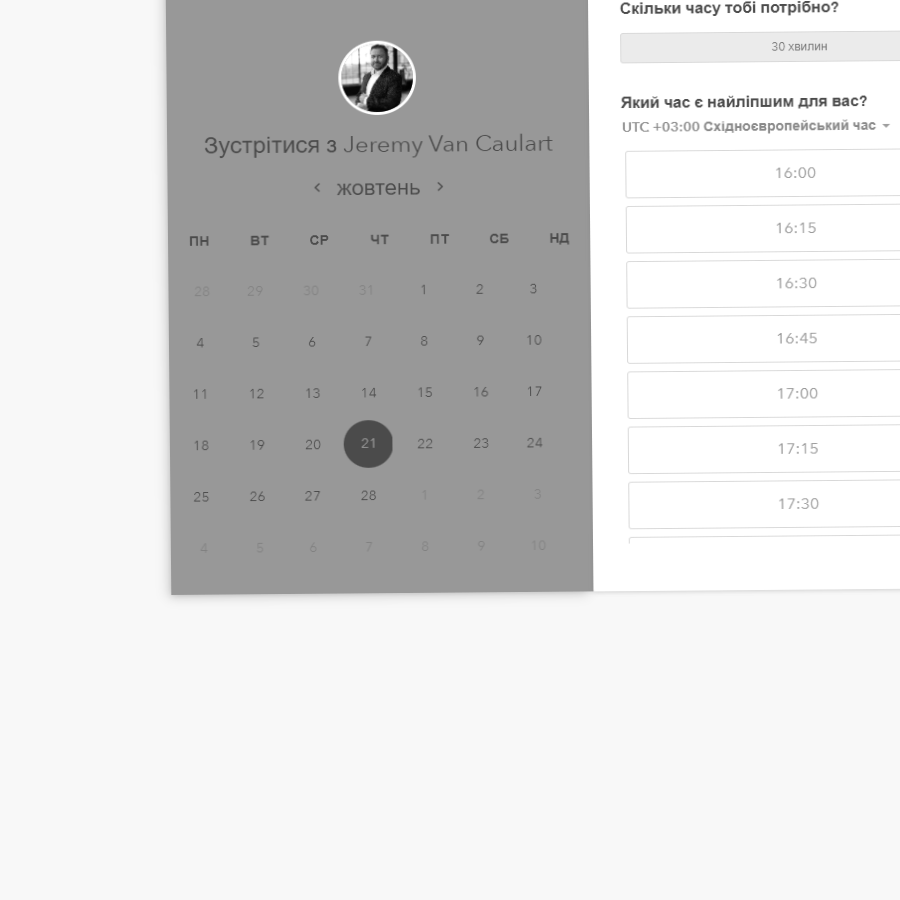 Зустрітися з Jeremy Van Caulart
‹ жовтень ›
ПН ВТ СР ЧТ ПТ СБ НД
28 29 30 31 1 2 3
4 5 6 7 8 9 10
11 12 13 14 15 16 17
18 19 20 21 22 23 24
25 26 27 28 1 2 3
4 5 6 7 8 9 10
Скільки часу тобі потрібно?
30 хвилин
Який час є найліпшим для вас?
UTC +03:00 Східноєвропейський час
16:00
16:15
16:30
16:45
17:00
17:15
17:30